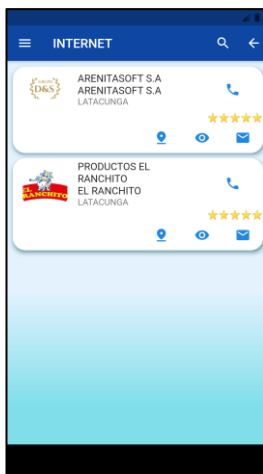 INTERNET
D&S
ARENITASOFT S.A
ARENITASOFT S.A
LATACUNGA
EL
RANCHITO
PRODUCTOS EL
RANCHITO
EL RANCHITO
LATACUNGA